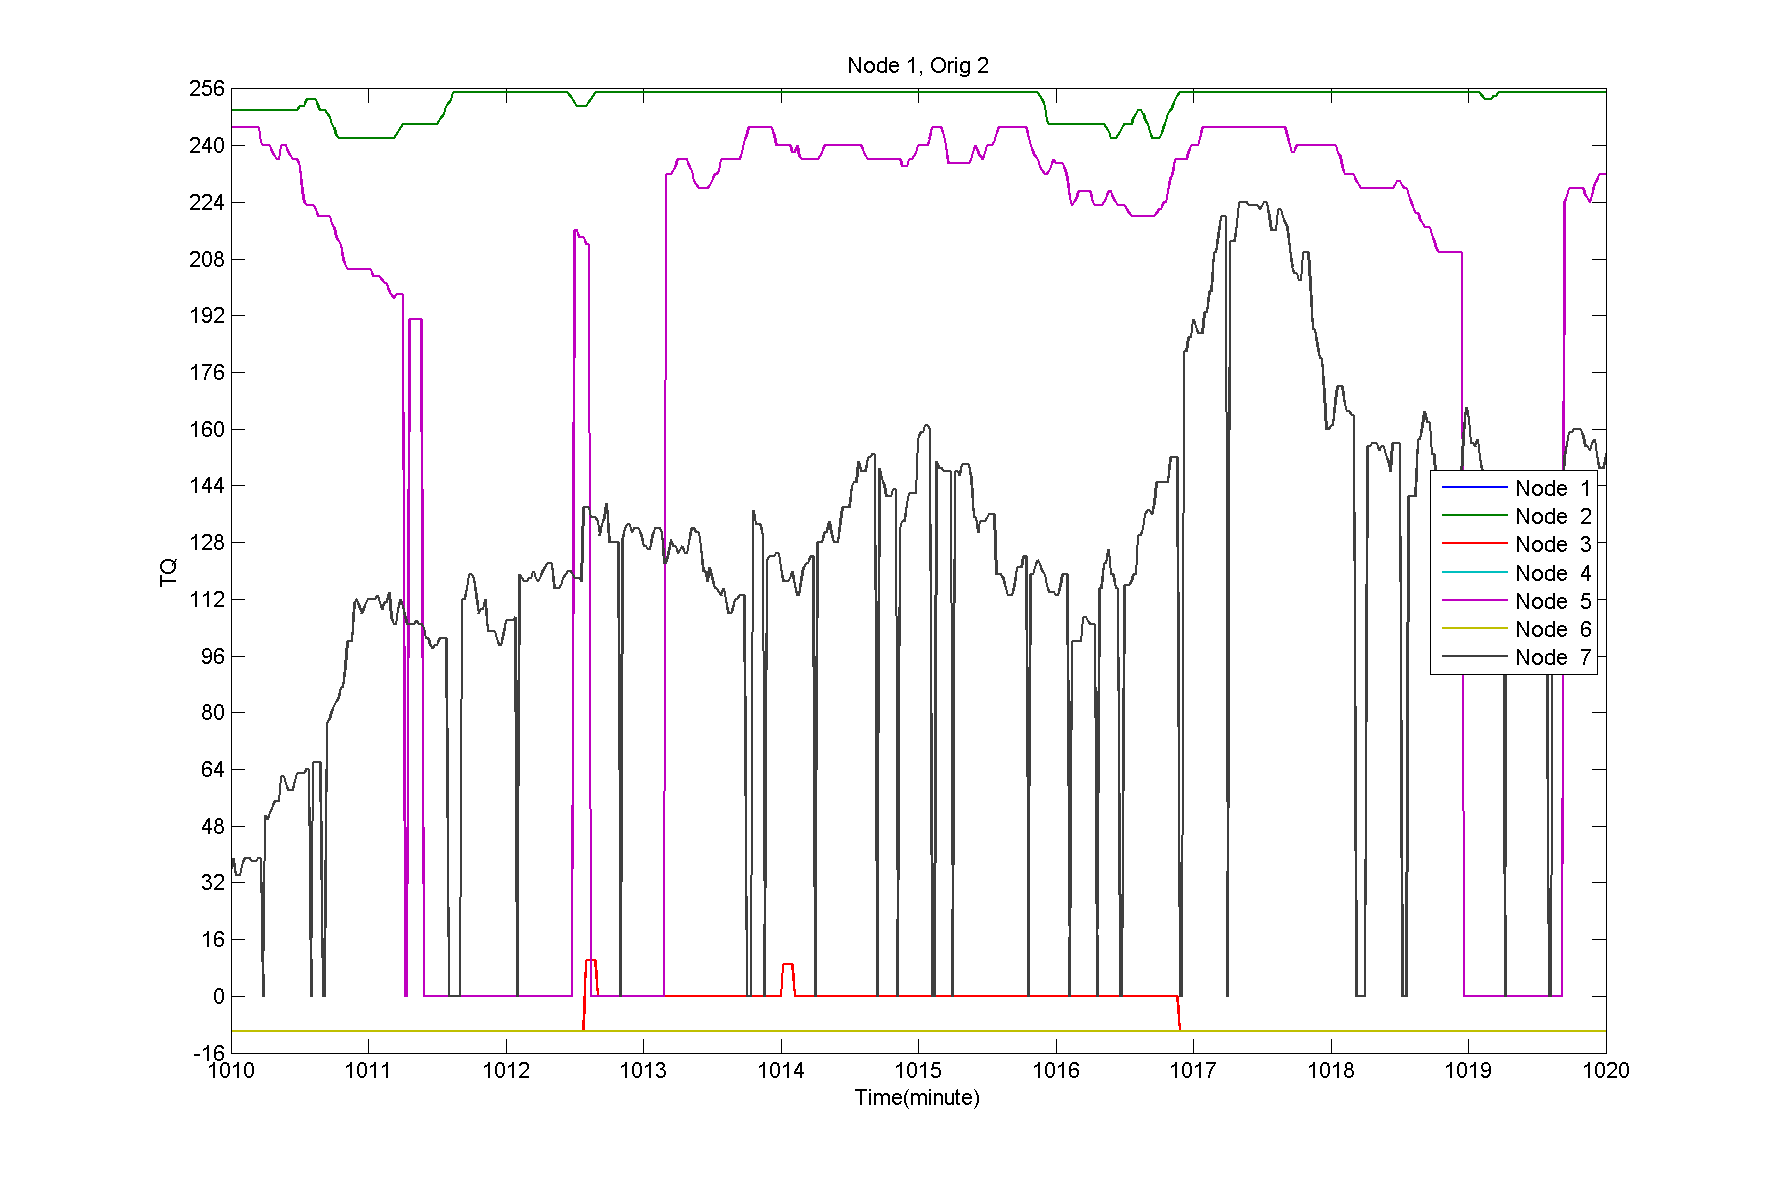 Node 1, Orig 2
256
240
224
208
192
176
160
144
128
112
96
80
64
48
32
16
0
-16
TQ
Node 1
Node 2
Node 3
Node 4
Node 5
Node 6
Node 7
1010 1011 1012 1013 1014 1015 1016 1017 1018 1019 1020
Time(minute)